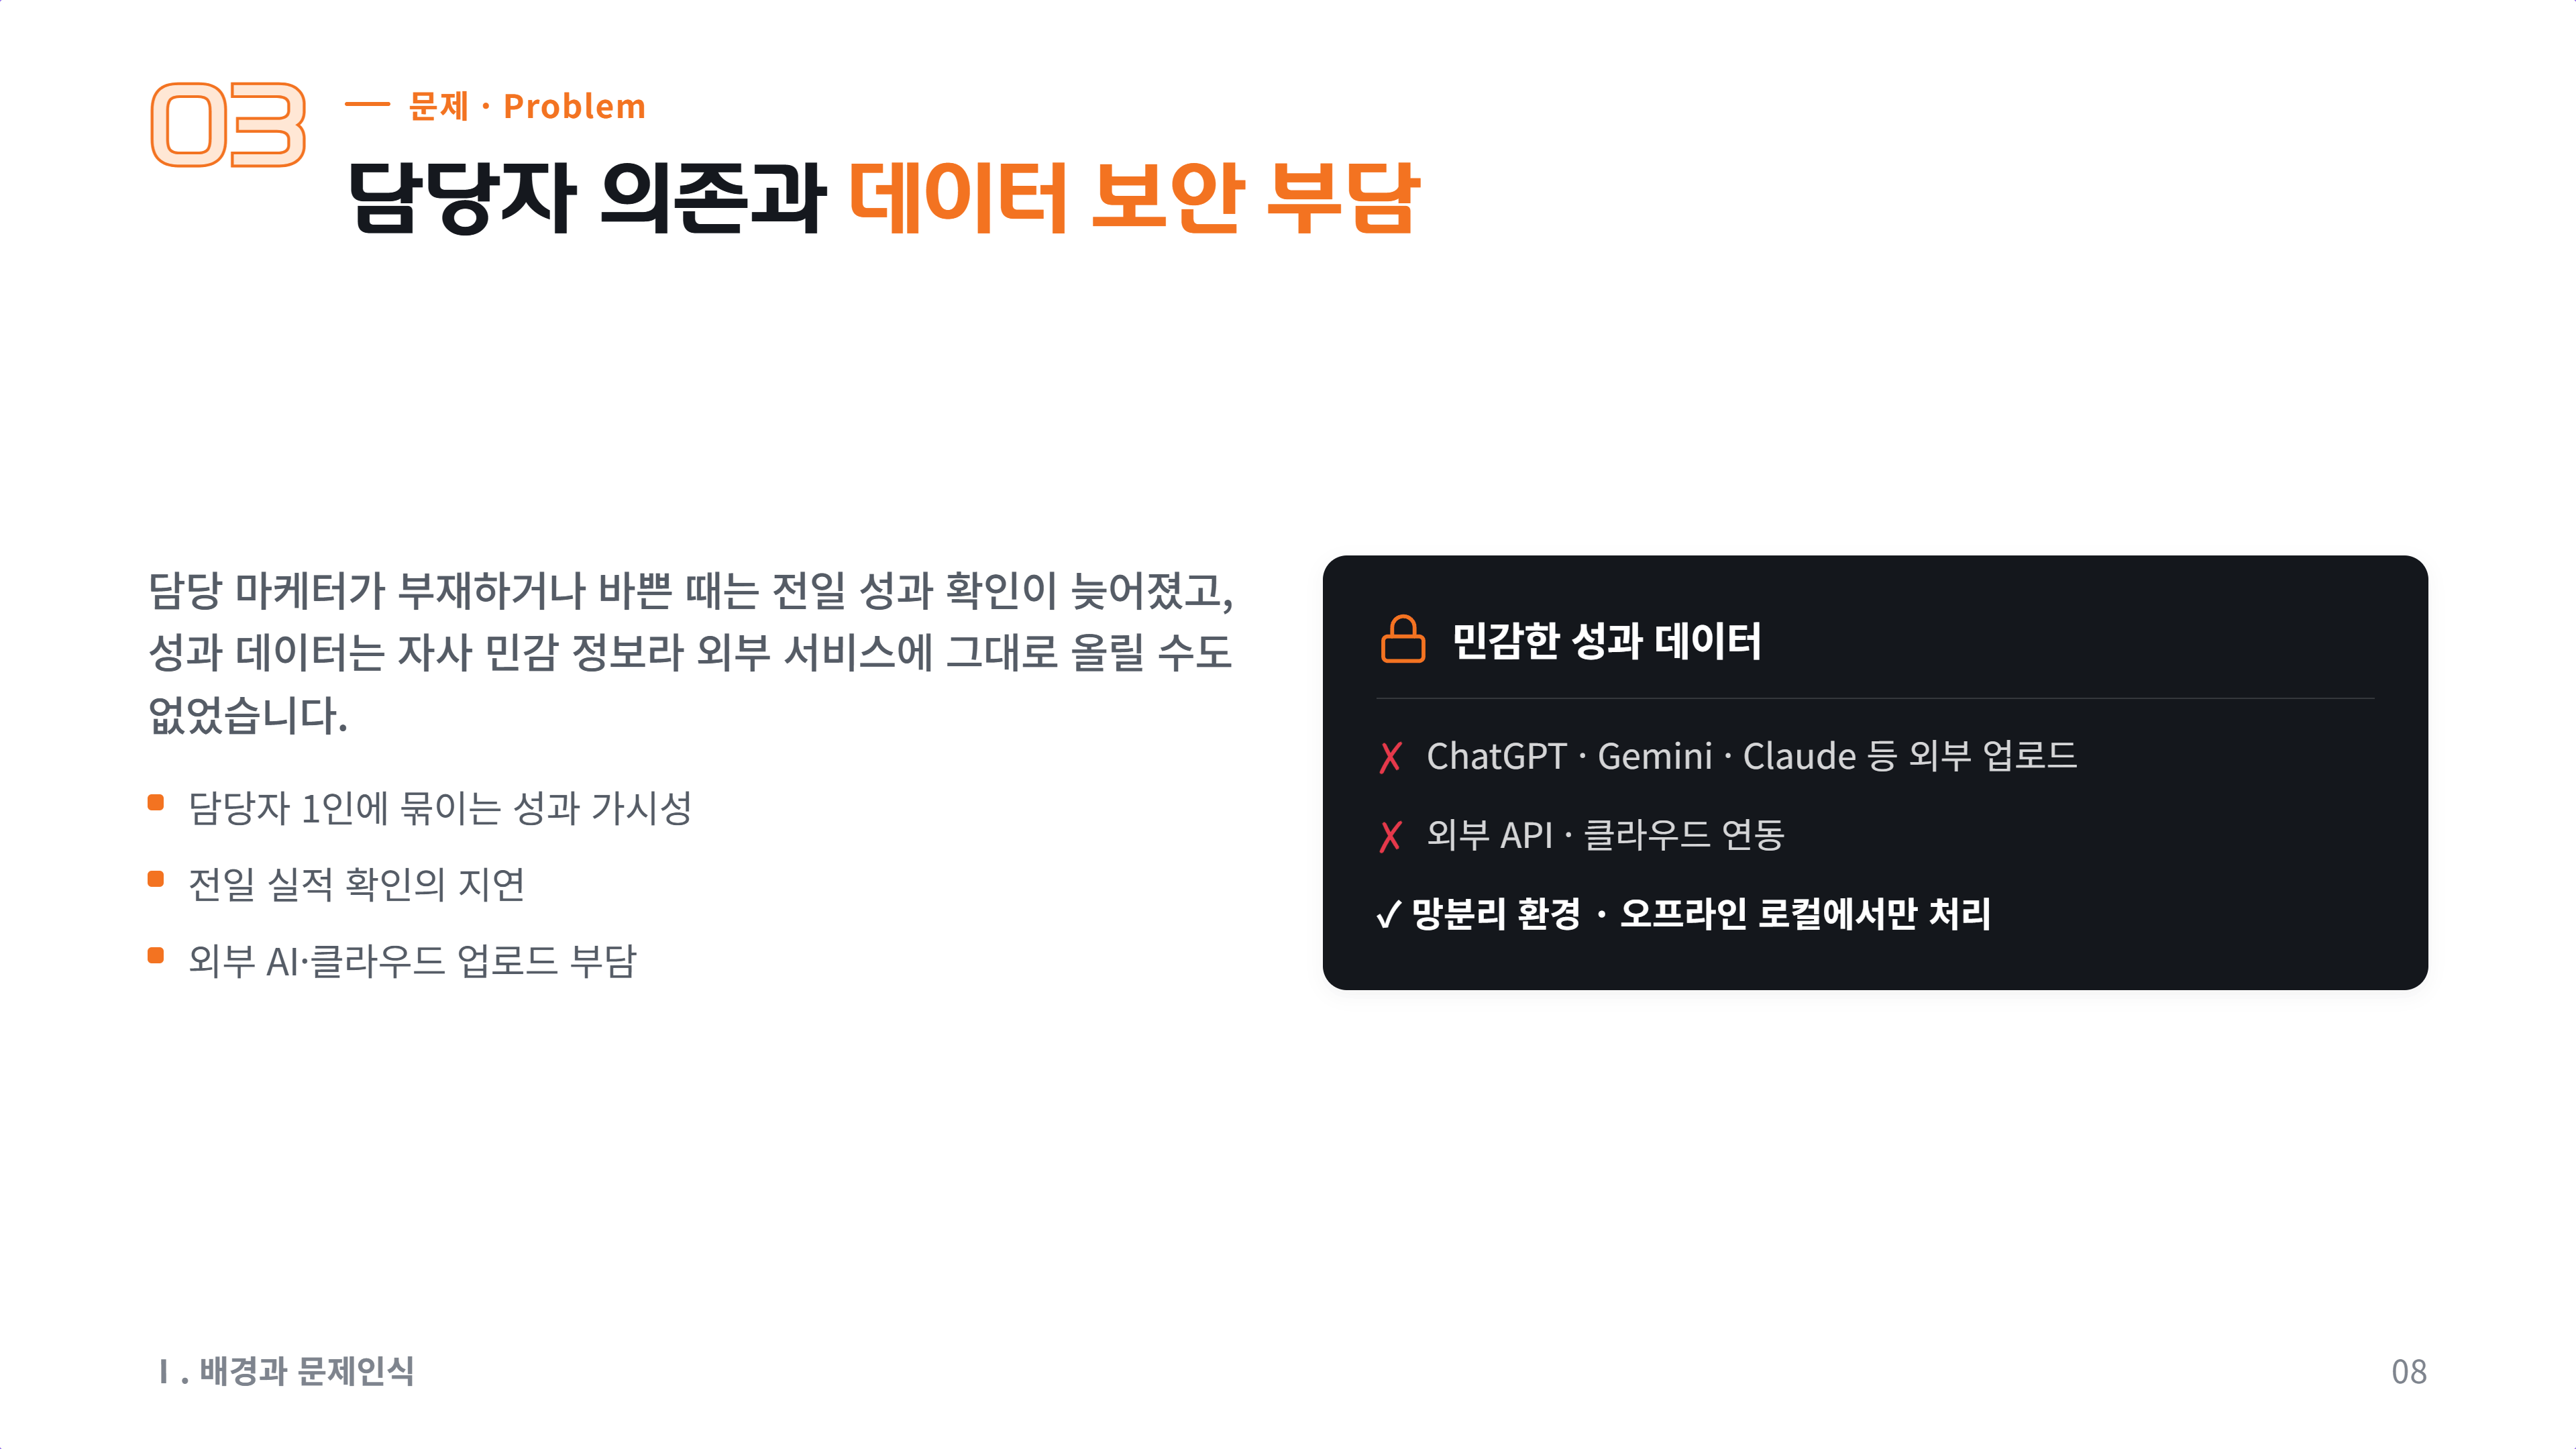 03
문제 · Problem
담당자 의존과 데이터 보안 부담
담당 마케터가 부재하거나 바쁜 때는 전일 성과 확인이 늦어졌고,
성과 데이터는 자사 민감 정보라 외부 서비스에 그대로 올릴 수도
없었습니다.
담당자 1인에 묶이는 성과 가시성
전일 실적 확인의 지연
외부 AI·클라우드 업로드 부담
민감한 성과 데이터
✗ ChatGPT · Gemini · Claude 등 외부 업로드
✗ 외부 API · 클라우드 연동
✓ 망분리 환경 · 오프라인 로컬에서만 처리
Ⅰ. 배경과 문제인식
08